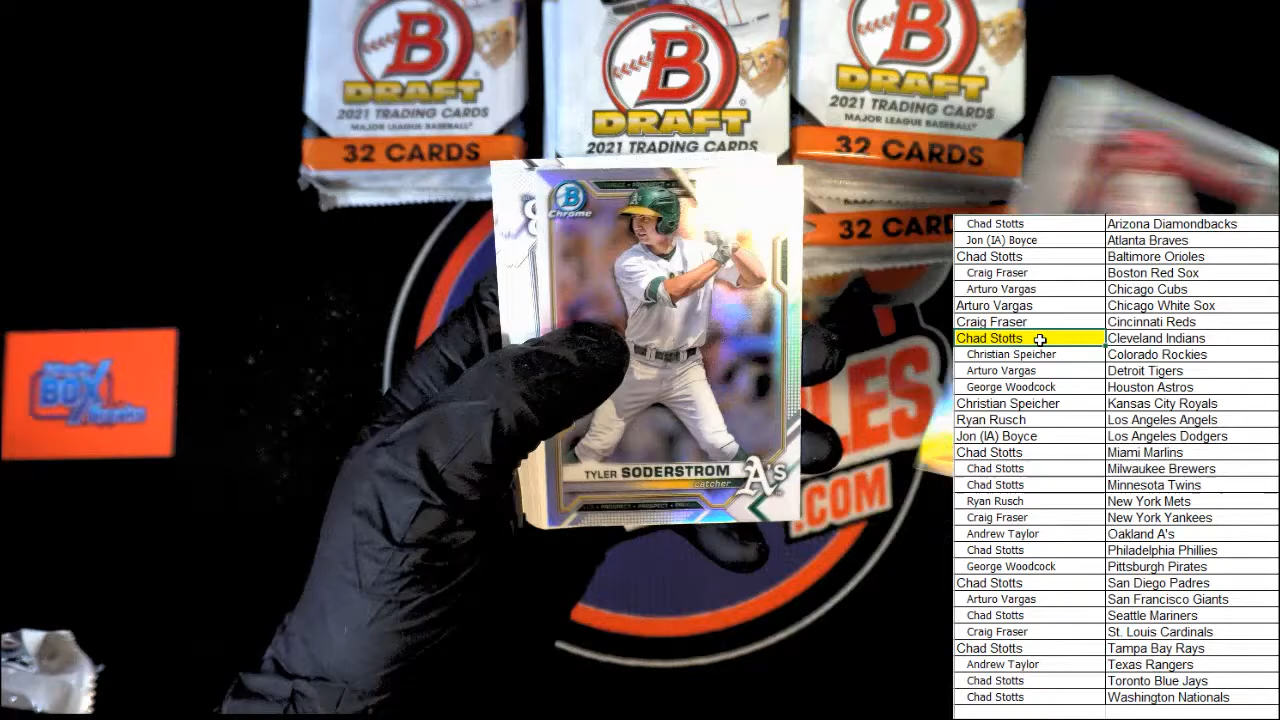 B
DRAFT
2021 TRADING CARDS
MAJOR LEAGUE BASEBALL
32 CARDS
B
DRAFT
2021 TRADING CARDS
B
DRAFT
2021 TRADING CARDS
MAJOR LEAGUE BASEBALL
32 CARDS
32 CARD
B
Chrome
PROSPECT
A's
TYLER SODERSTROM
catcher
PROSPECT
BOX
LES
.COM
Chad Stotts Arizona Diamondbacks
Jon (IA) Boyce Atlanta Braves
Chad Stotts Baltimore Orioles
Craig Fraser Boston Red Sox
Arturo Vargas Chicago Cubs
Arturo Vargas Chicago White Sox
Craig Fraser Cincinnati Reds
Chad Stotts Cleveland Indians
Christian Speicher Colorado Rockies
Arturo Vargas Detroit Tigers
George Woodcock Houston Astros
Christian Speicher Kansas City Royals
Ryan Rusch Los Angeles Angels
Jon (IA) Boyce Los Angeles Dodgers
Chad Stotts Miami Marlins
Chad Stotts Milwaukee Brewers
Chad Stotts Minnesota Twins
Ryan Rusch New York Mets
Craig Fraser New York Yankees
Andrew Taylor Oakland A's
Chad Stotts Philadelphia Phillies
George Woodcock Pittsburgh Pirates
Chad Stotts San Diego Padres
Arturo Vargas San Francisco Giants
Chad Stotts Seattle Mariners
Craig Fraser St. Louis Cardinals
Chad Stotts Tampa Bay Rays
Andrew Taylor Texas Rangers
Chad Stotts Toronto Blue Jays
Chad Stotts Washington Nationals